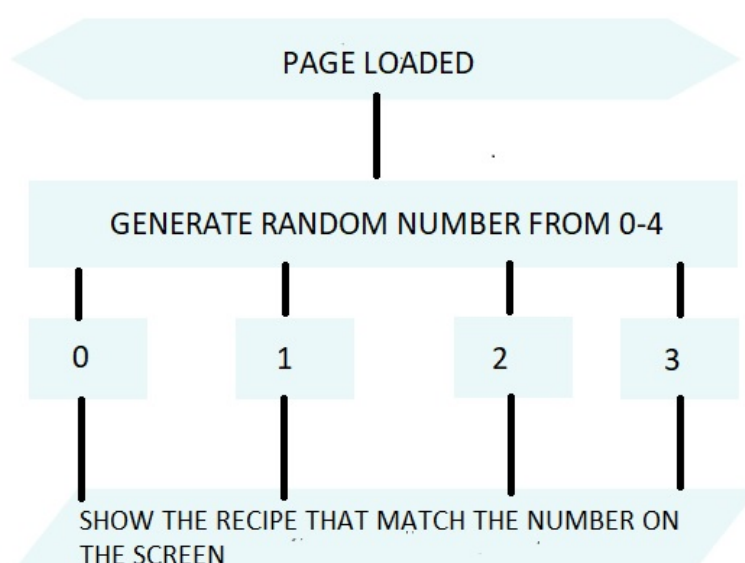 PAGE LOADED
GENERATE RANDOM NUMBER FROM 0-4
0 1 2 3
SHOW THE RECIPE THAT MATCH THE NUMBER ON
THE SCREEN